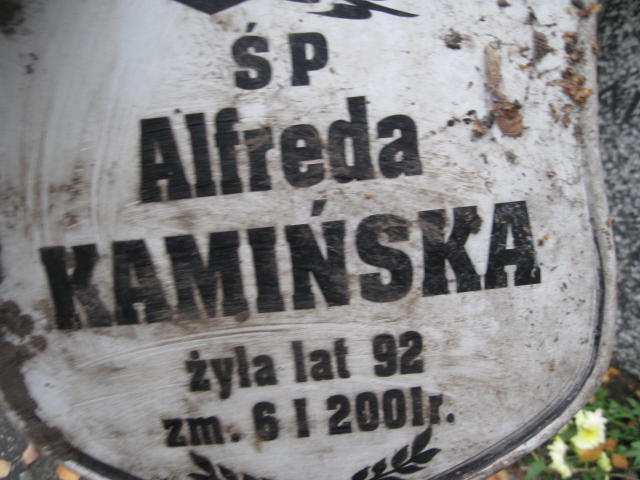 ŚP
Alfreda
KAMIŃSKA
żyła lat 92
zm. 6 I 2001r.